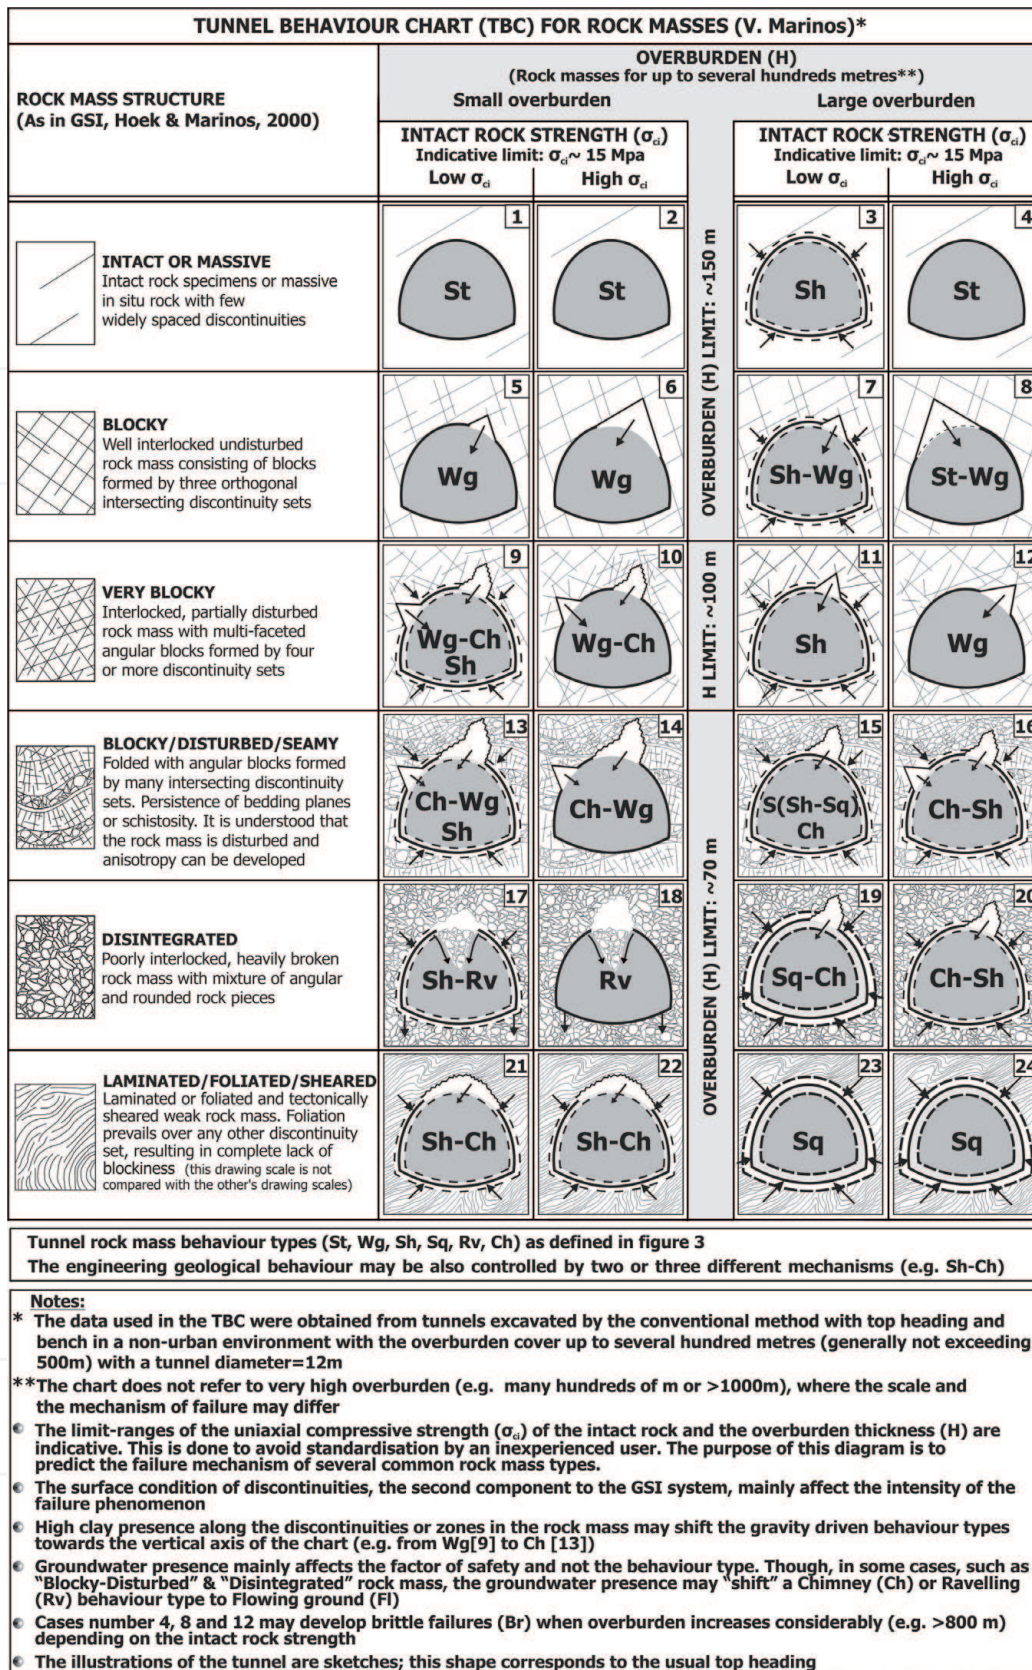 TUNNEL BEHAVIOUR CHART (TBC) FOR ROCK MASSES (V. Marinos)*
ROCK MASS STRUCTURE
(As in GSI, Hoek & Marinos, 2000)
OVERBURDEN (H)
(Rock masses for up to several hundreds metres**)
Small overburden
Large overburden
INTACT ROCK STRENGTH (σci)
Indicative limit: σci~ 15 Mpa
Low σci
High σci
INTACT ROCK STRENGTH (σci)
Indicative limit: σci~ 15 Mpa
Low σci
High σci
OVERBURDEN (H) LIMIT: ~150 m
H LIMIT: ~100 m
OVERBURDEN (H) LIMIT: ~70 m
INTACT OR MASSIVE
Intact rock specimens or massive
in situ rock with few
widely spaced discontinuities
1
St
2
St
3
Sh
4
St
BLOCKY
Well interlocked undisturbed
rock mass consisting of blocks
formed by three orthogonal
intersecting discontinuity sets
5
Wg
6
Wg
7
Sh-Wg
8
St-Wg
VERY BLOCKY
Interlocked, partially disturbed
rock mass with multi-faceted
angular blocks formed by four
or more discontinuity sets
9
Wg-Ch
Sh
10
Wg-Ch
11
Sh
12
Wg
BLOCKY/DISTURBED/SEAMY
Folded with angular blocks formed
by many intersecting discontinuity
sets. Persistence of bedding planes
or schistosity. It is understood that
the rock mass is disturbed and
anisotropy can be developed
13
Ch-Wg
Sh
14
Ch-Wg
15
S(Sh-Sq)
Ch
16
Ch-Sh
DISINTEGRATED
Poorly interlocked, heavily broken
rock mass with mixture of angular
and rounded rock pieces
17
Sh-Rv
18
Rv
19
Sq-Ch
20
Ch-Sh
LAMINATED/FOLIATED/SHEARED
Laminated or foliated and tectonically
sheared weak rock mass. Foliation
prevails over any other discontinuity
set, resulting in complete lack of
blockiness (this drawing scale is not
compared with the other's drawing scales)
21
Sh-Ch
22
Sh-Ch
23
Sq
24
Sq
Tunnel rock mass behaviour types (St, Wg, Sh, Sq, Rv, Ch) as defined in figure 3
The engineering geological behaviour may be also controlled by two or three different mechanisms (e.g. Sh-Ch)
Notes:
* The data used in the TBC were obtained from tunnels excavated by the conventional method with top heading and
bench in a non-urban environment with the overburden cover up to several hundred metres (generally not exceeding
500m) with a tunnel diameter=12m
**The chart does not refer to very high overburden (e.g. many hundreds of m or >1000m), where the scale and
the mechanism of failure may differ
The limit-ranges of the uniaxial compressive strength (σci) of the intact rock and the overburden thickness (H) are
indicative. This is done to avoid standardisation by an inexperienced user. The purpose of this diagram is to
predict the failure mechanism of several common rock mass types.
The surface condition of discontinuities, the second component to the GSI system, mainly affect the intensity of the
failure phenomenon
High clay presence along the discontinuities or zones in the rock mass may shift the gravity driven behaviour types
towards the vertical axis of the chart (e.g. from Wg[9] to Ch [13])
Groundwater presence mainly affects the factor of safety and not the behaviour type. Though, in some cases, such as
"Blocky-Disturbed" & "Disintegrated" rock mass, the groundwater presence may "shift" a Chimney (Ch) or Ravelling
(Rv) behaviour type to Flowing ground (Fl)
Cases number 4, 8 and 12 may develop brittle failures (Br) when overburden increases considerably (e.g. >800 m)
depending on the intact rock strength
The illustrations of the tunnel are sketches; this shape corresponds to the usual top heading